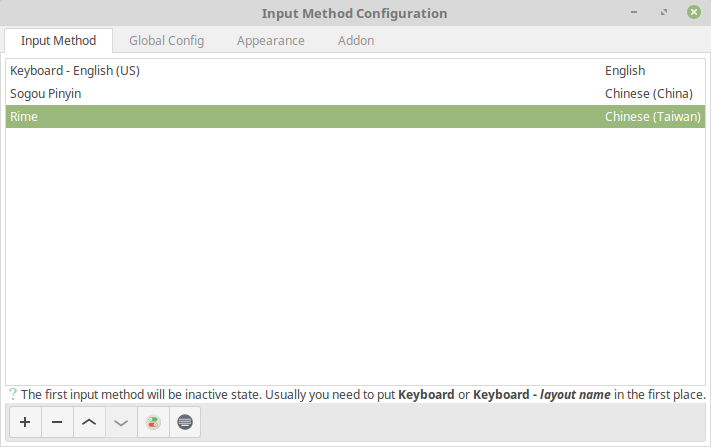 Input Method Configuration
Input Method Global Config Appearance Addon
Keyboard - English (US) English
Sogou Pinyin Chinese (China)
Rime Chinese (Taiwan)
? The first input method will be inactive state. Usually you need to put Keyboard or Keyboard - layout name in the first place.